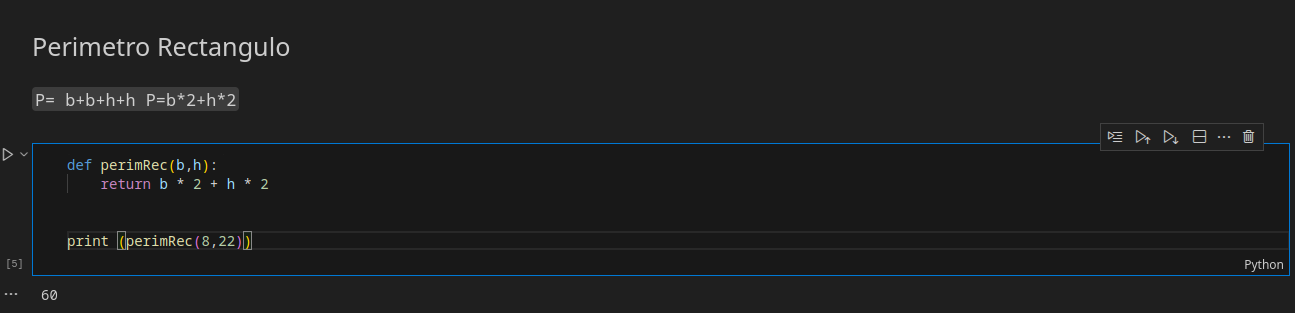 Perimetro Rectangulo
P= b+b+h+h P=b*2+h*2
def perimRec(b,h):
return b * 2 + h * 2
print (perimRec(8,22))
[5]
Python
60